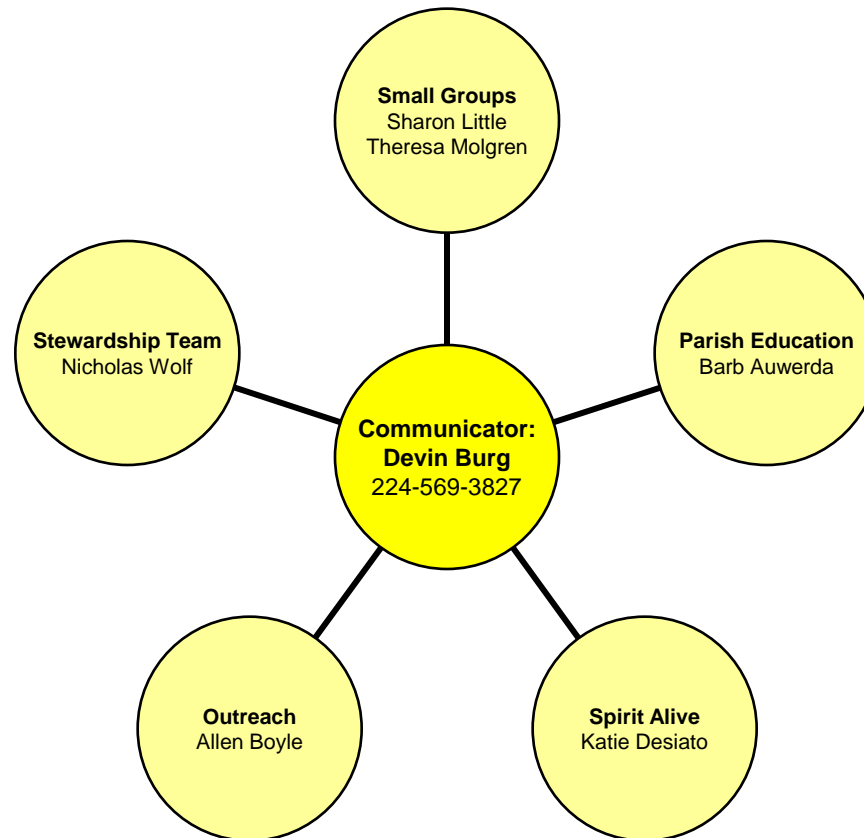 Small Groups
Sharon Little
Theresa Molgren
Stewardship Team
Nicholas Wolf
Parish Education
Barb Auwerda
Communicator:
Devin Burg
224-569-3827
Outreach
Allen Boyle
Spirit Alive
Katie Desiato